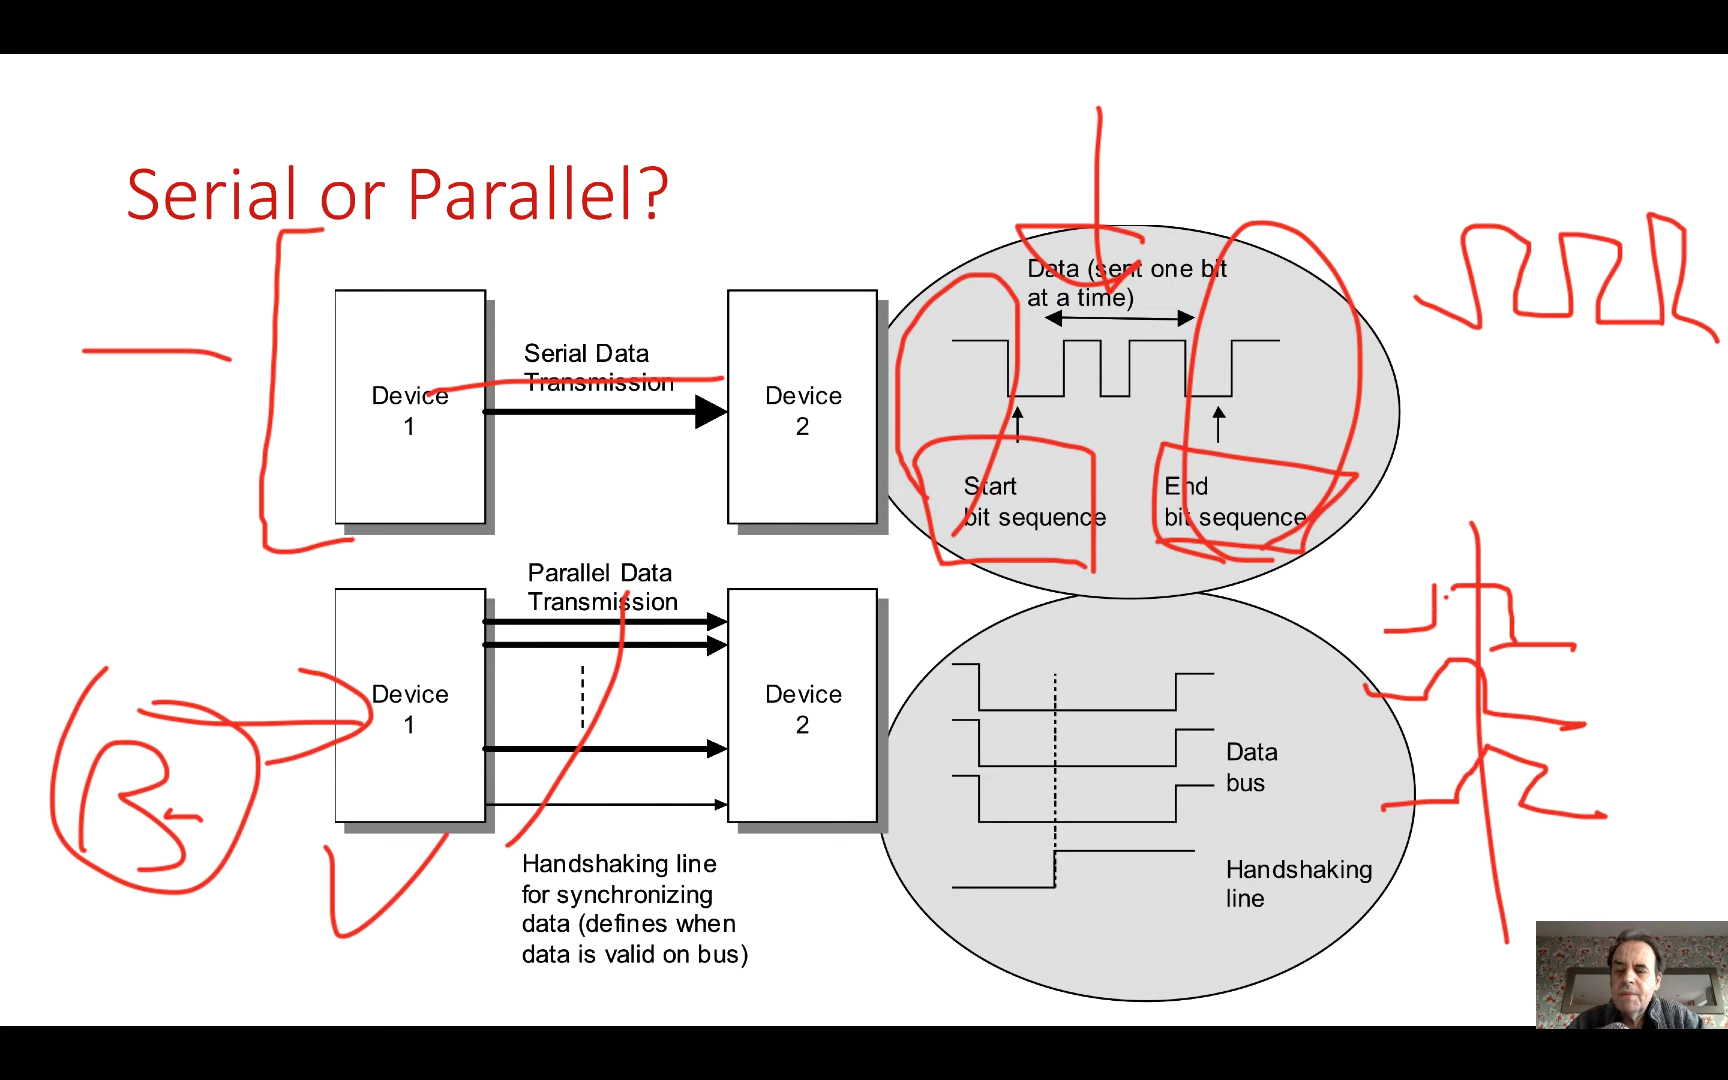 Serial or Parallel?
Serial Data
Transmission
Device
1
Device
2
Data (sent one bit
at a time)
Start
bit sequence
End
bit sequence
Parallel Data
Transmission
Device
1
Device
2
Handshaking line
for synchronizing
data (defines when
data is valid on bus)
Data
bus
Handshaking
line